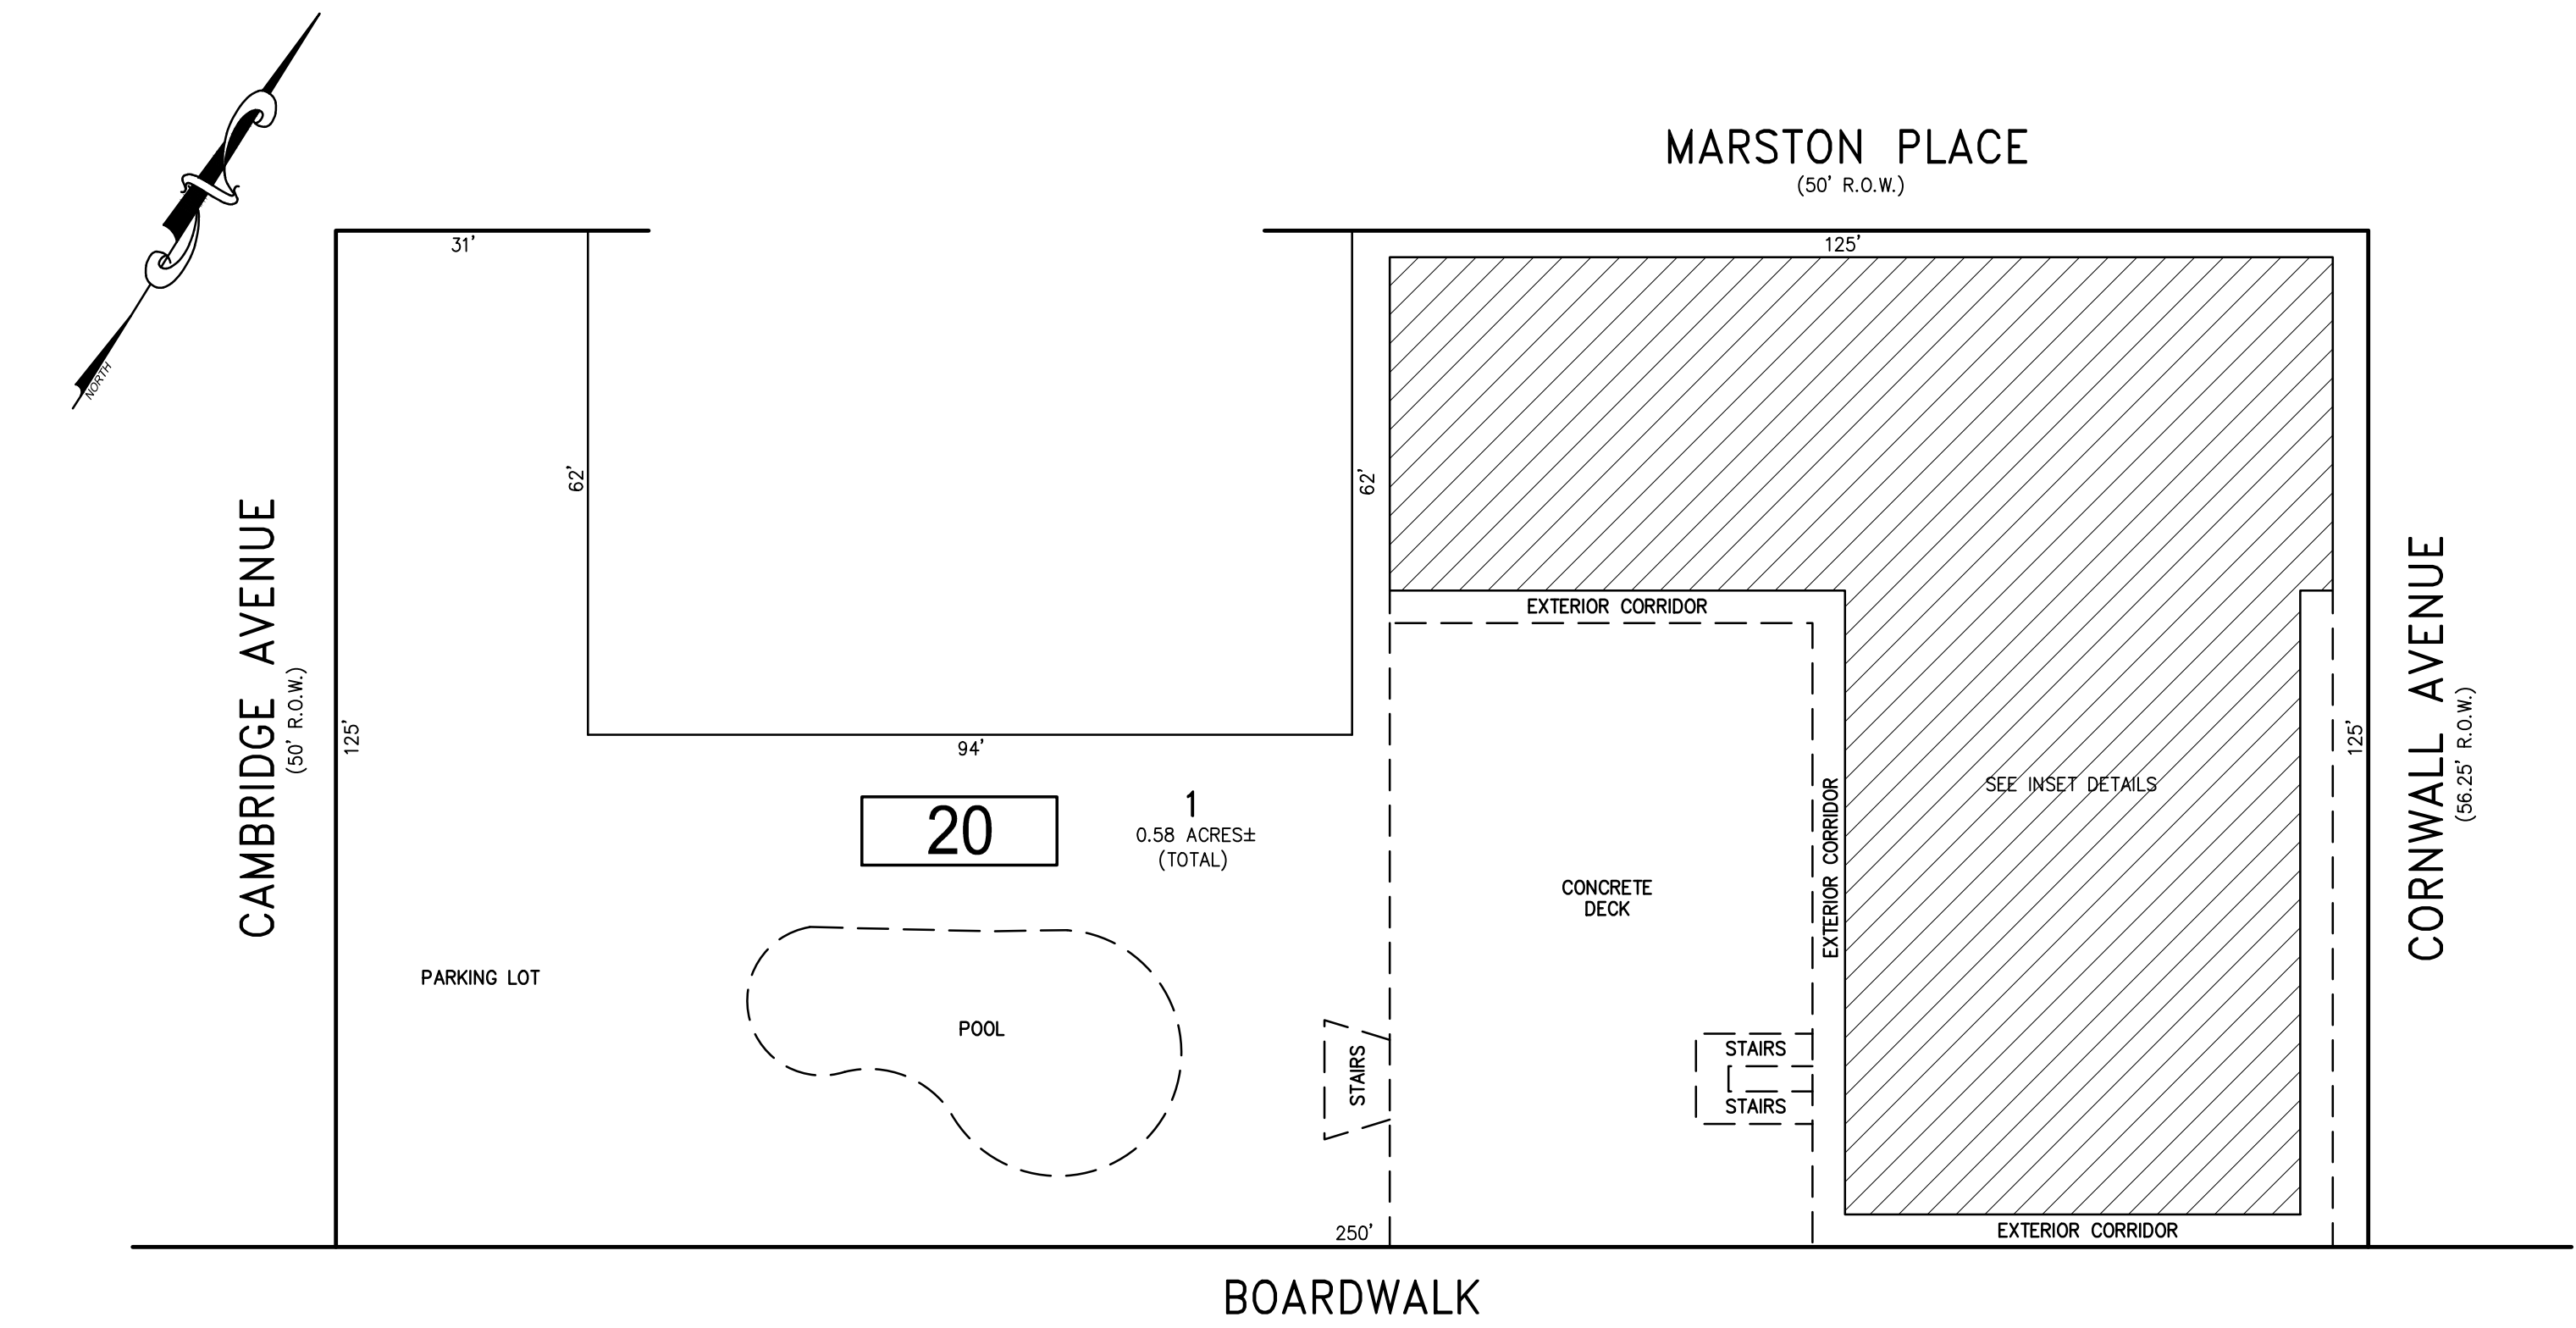 MARSTON PLACE
(50' R.O.W.)
31'
125'
NORTH
62'
62'
CAMBRIDGE AVENUE
(50' R.O.W.)
125'
EXTERIOR CORRIDOR
94'
20
1
0.58 ACRES±
(TOTAL)
SEE INSET DETAILS
125'
CORNWALL AVENUE
(56.25' R.O.W.)
EXTERIOR CORRIDOR
CONCRETE
DECK
PARKING LOT
POOL
STAIRS
STAIRS
STAIRS
250'
EXTERIOR CORRIDOR
BOARDWALK